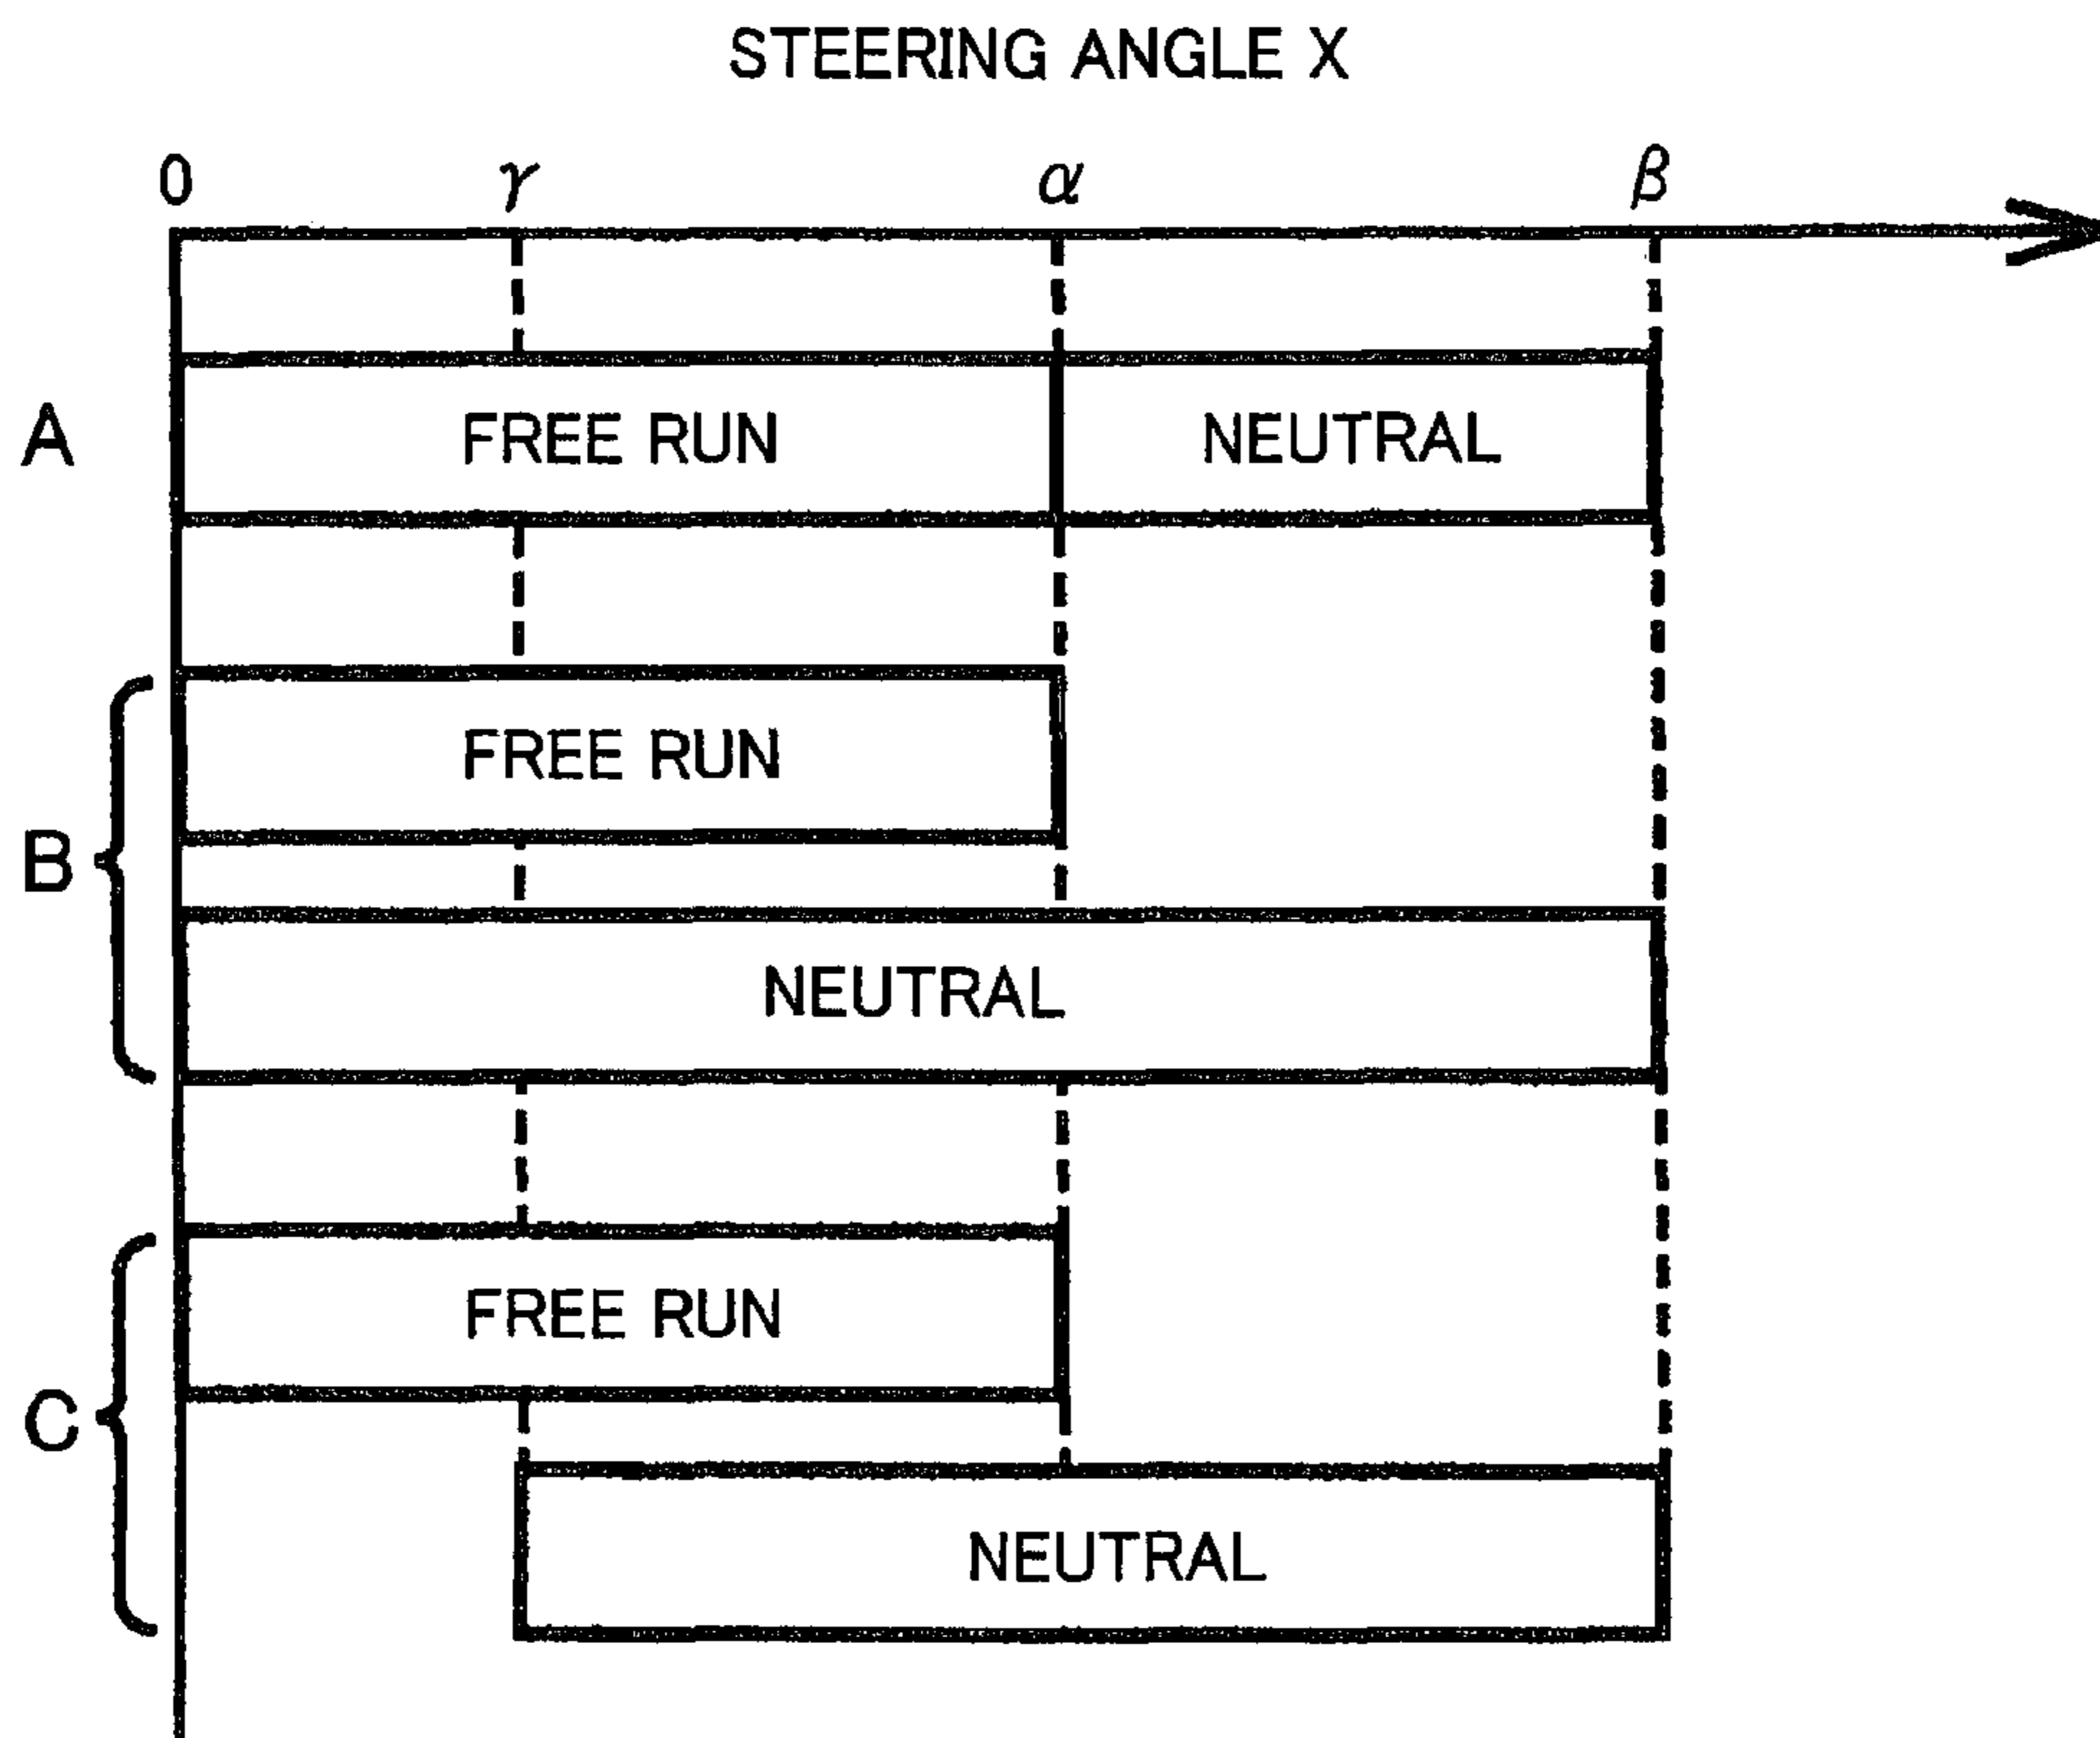 STEERING ANGLE X
0 γ α β
A FREE RUN NEUTRAL
FREE RUN
B
NEUTRAL
FREE RUN
C
NEUTRAL